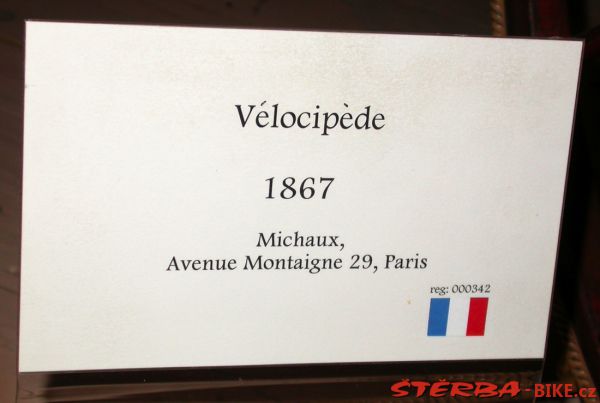 Vélocipède
1867
Michaux,
Avenue Montaigne 29, Paris
reg: 000342
ŠTĚRBA-BIKE.cz